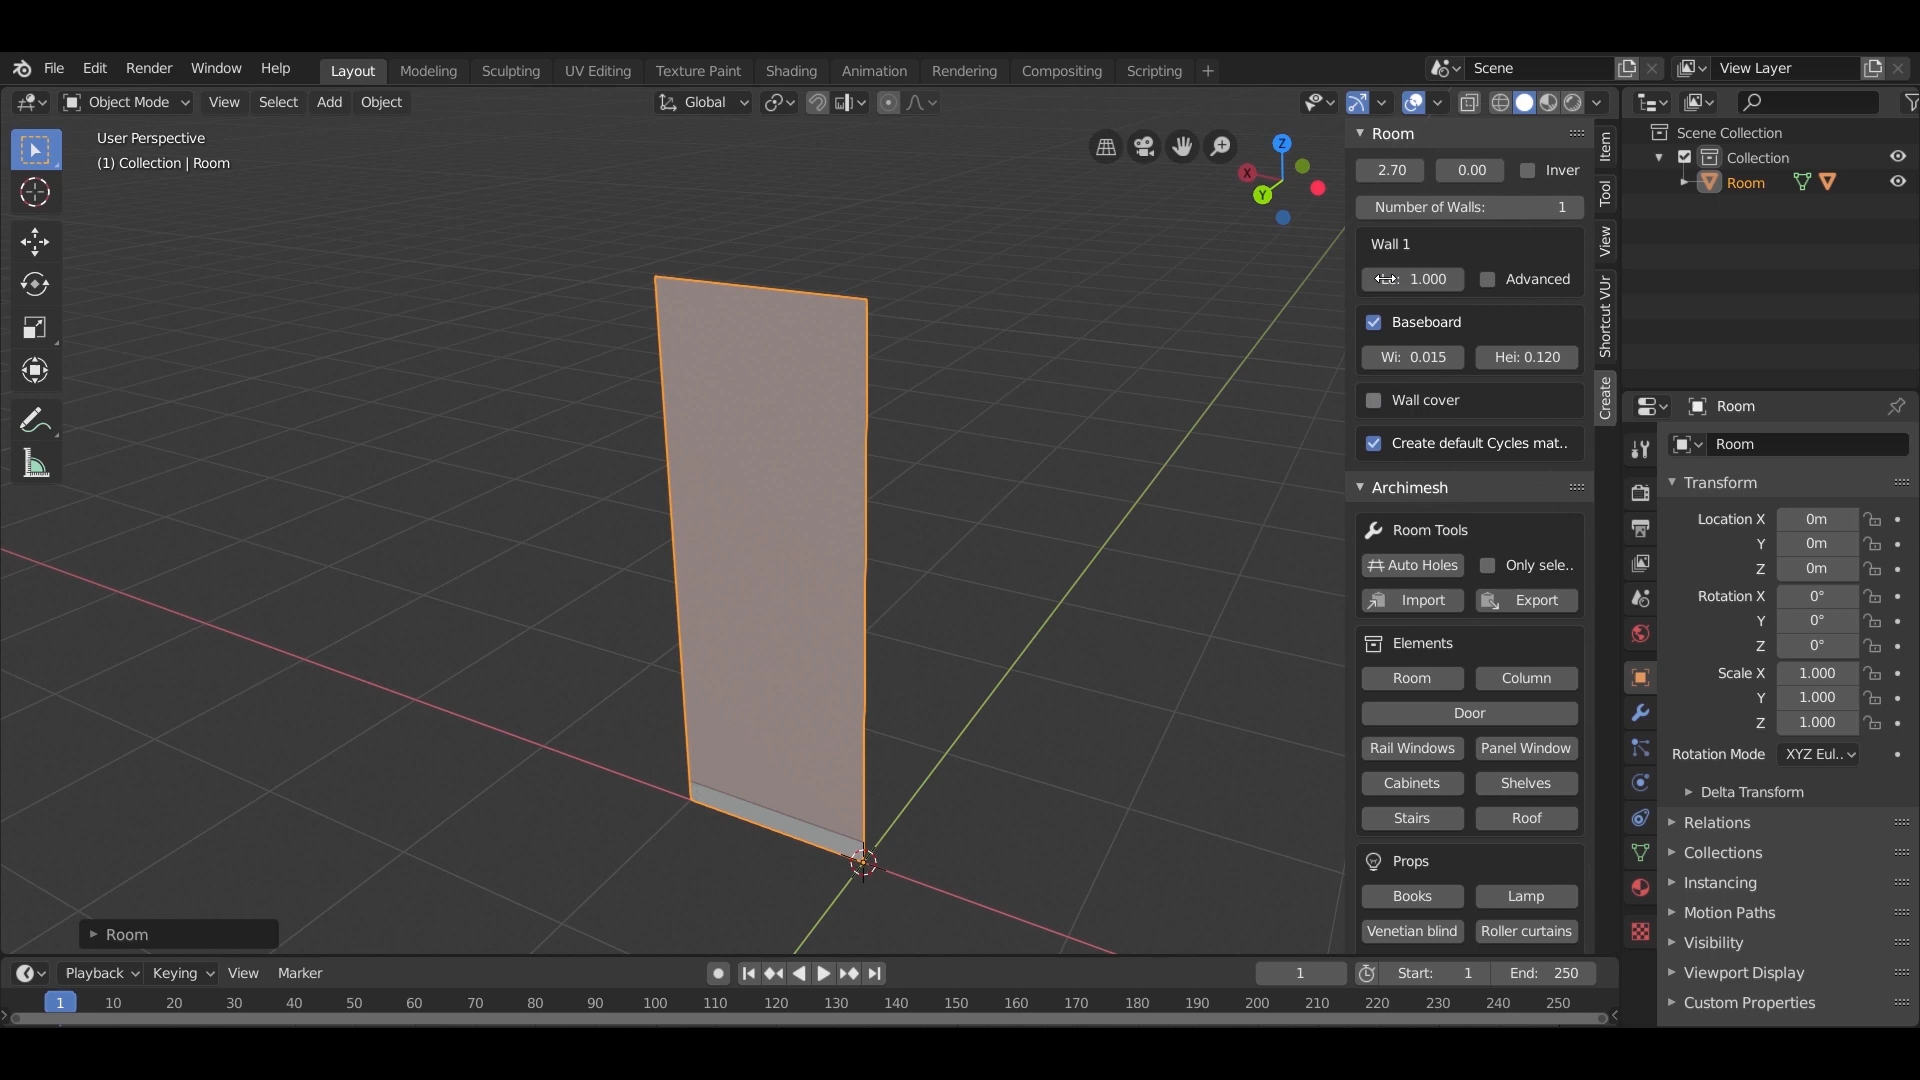 File Edit Render Window Help Layout Modeling Sculpting UV Editing Texture Paint Shading Animation Rendering Compositing Scripting + Scene View Layer
Object Mode View Select Add Object Global
User Perspective
(1) Collection | Room
Z
X
Y
Room
2.70 0.00 Inver
Number of Walls: 1
Wall 1
1.000 Advanced
Baseboard
Wi: 0.015 Hei: 0.120
Wall cover
Create default Cycles mat..
Archimesh
Room Tools
Auto Holes Only sele..
Import Export
Elements
Room Column
Door
Rail Windows Panel Window
Cabinets Shelves
Stairs Roof
Props
Books Lamp
Venetian blind Roller curtains
Item
Tool
View
Shortcut VUr
Create
Scene Collection
Collection
Room
Room
Room
Transform
Location X 0m
Y 0m
Z 0m
Rotation X 0°
Y 0°
Z 0°
Scale X 1.000
Y 1.000
Z 1.000
Rotation Mode XYZ Eul..
Delta Transform
Relations
Collections
Instancing
Motion Paths
Visibility
Viewport Display
Custom Properties
Room
Playback Keying View Marker 1 Start: 1 End: 250
1 10 20 30 40 50 60 70 80 90 100 110 120 130 140 150 160 170 180 190 200 210 220 230 240 250